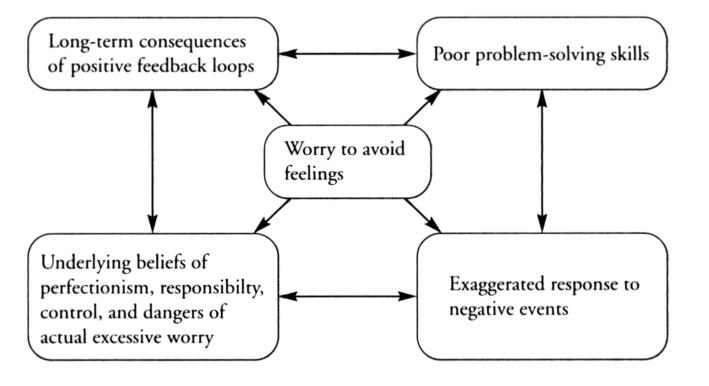 Long-term consequences
of positive feedback loops
Poor problem-solving skills
Worry to avoid
feelings
Underlying beliefs of
perfectionism, responsibilty,
control, and dangers of
actual excessive worry
Exaggerated response to
negative events